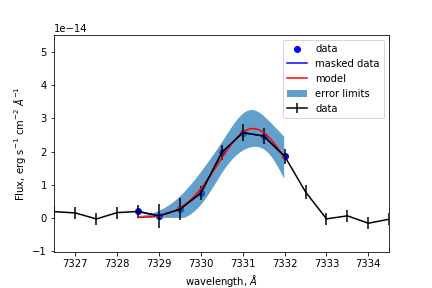 1e−14
data
masked data
model
error limits
data
Flux, erg s⁻¹ cm⁻² Å⁻¹
5
4
3
2
1
0
−1
7327 7328 7329 7330 7331 7332 7333 7334
wavelength, Å